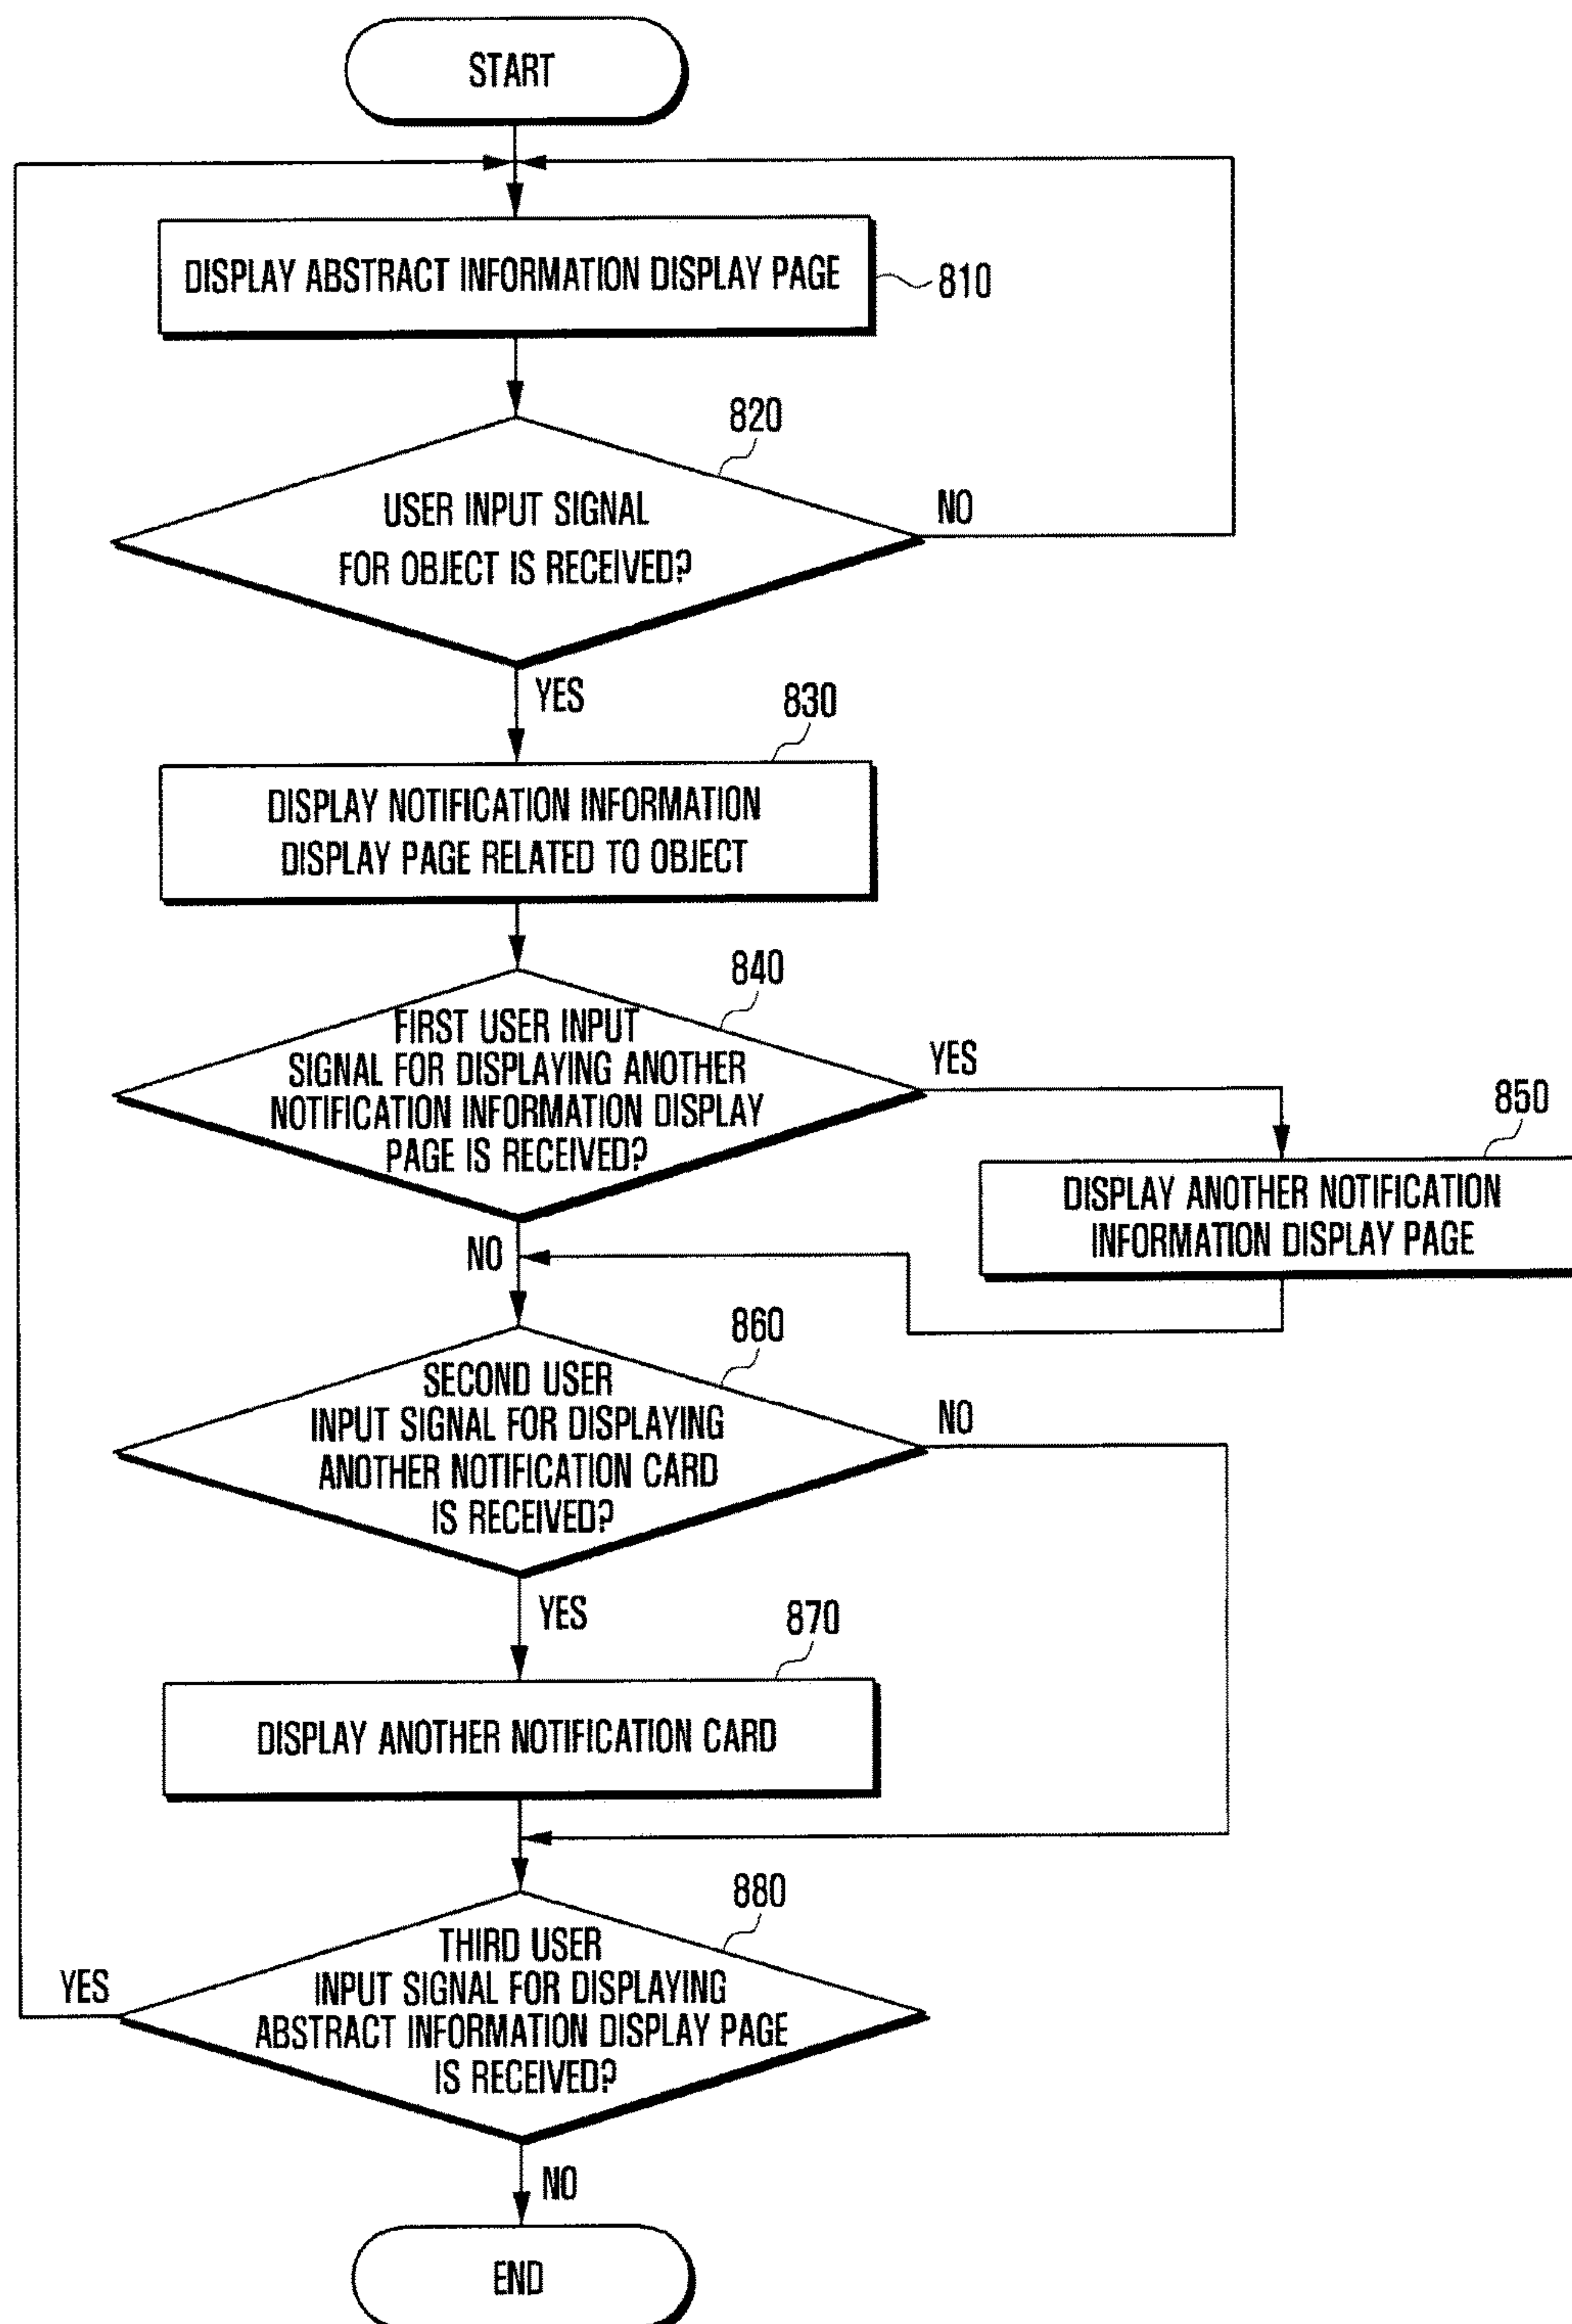 START
DISPLAY ABSTRACT INFORMATION DISPLAY PAGE
810
820
USER INPUT SIGNAL
FOR OBJECT IS RECEIVED?
NO
YES
830
DISPLAY NOTIFICATION INFORMATION
DISPLAY PAGE RELATED TO OBJECT
840
FIRST USER INPUT
SIGNAL FOR DISPLAYING ANOTHER
NOTIFICATION INFORMATION DISPLAY
PAGE IS RECEIVED?
YES
850
DISPLAY ANOTHER NOTIFICATION
INFORMATION DISPLAY PAGE
NO
860
SECOND USER
INPUT SIGNAL FOR DISPLAYING
ANOTHER NOTIFICATION CARD
IS RECEIVED?
NO
YES
870
DISPLAY ANOTHER NOTIFICATION CARD
880
THIRD USER
INPUT SIGNAL FOR DISPLAYING
ABSTRACT INFORMATION DISPLAY PAGE
IS RECEIVED?
YES
NO
END